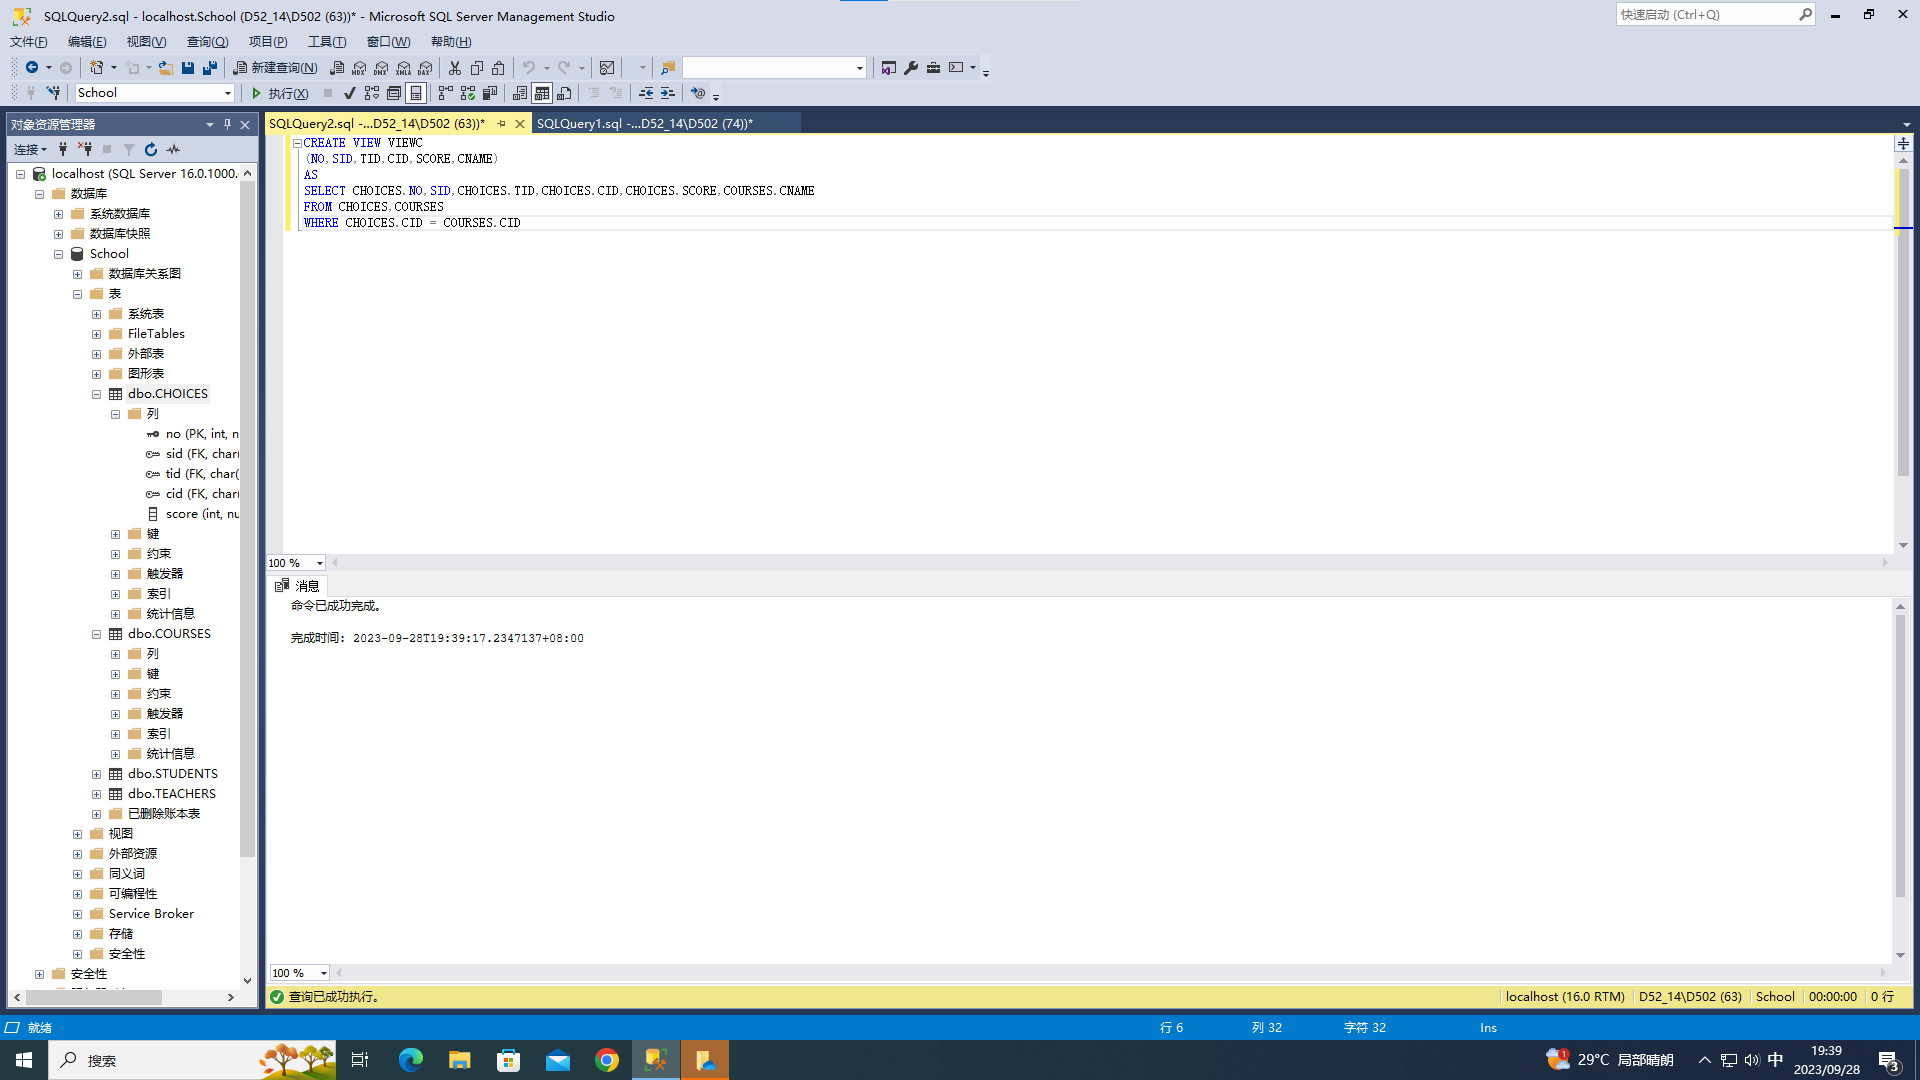 SQLQuery2.sql - localhost.School (D52_14\D502 (63))* - Microsoft SQL Server Management Studio
快速启动 (Ctrl+Q)
文件(F) 编辑(E) 视图(V) 查询(Q) 项目(P) 工具(T) 窗口(W) 帮助(H)
新建查询(N)
School
执行(X)
对象资源管理器
SQLQuery2.sql -...D52_14\D502 (63))*
SQLQuery1.sql -...D52_14\D502 (74))*
连接
localhost (SQL Server 16.0.1000.
数据库
系统数据库
数据库快照
School
数据库关系图
表
系统表
FileTables
外部表
图形表
dbo.CHOICES
列
no (PK, int, n
sid (FK, char(
tid (FK, char(
cid (FK, char(
score (int, nu
键
约束
触发器
索引
统计信息
dbo.COURSES
列
键
约束
触发器
索引
统计信息
dbo.STUDENTS
dbo.TEACHERS
已删除账本表
视图
外部资源
同义词
可编程性
Service Broker
存储
安全性
安全性
CREATE VIEW VIEWC
(NO,SID,TID,CID,SCORE,CNAME)
AS
SELECT CHOICES.NO,SID,CHOICES.TID,CHOICES.CID,CHOICES.SCORE,COURSES.CNAME
FROM CHOICES,COURSES
WHERE CHOICES.CID = COURSES.CID
100 %
消息
命令已成功完成。
完成时间: 2023-09-28T19:39:17.2347137+08:00
100 %
查询已成功执行。
localhost (16.0 RTM) D52_14\D502 (63) School 00:00:00 0 行
就绪
行 6 列 32 字符 32 Ins
搜索
1
29°C 局部晴朗
中
19:39
2023/09/28
3